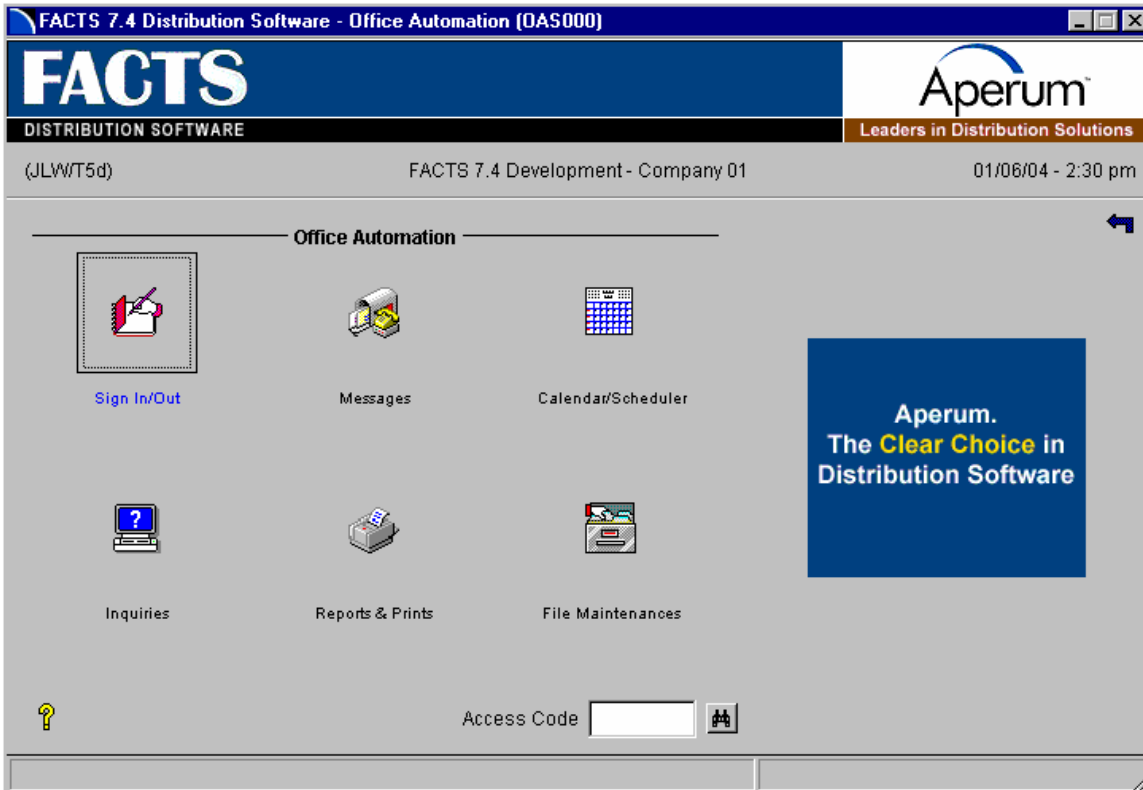 FACTS 7.4 Distribution Software - Office Automation (OAS000)
FACTS
DISTRIBUTION SOFTWARE
Aperum™
Leaders in Distribution Solutions
(JLW/T5d)
FACTS 7.4 Development - Company 01
01/06/04 - 2:30 pm
Office Automation
Sign In/Out
Messages
Calendar/Scheduler
Aperum.
The Clear Choice in
Distribution Software
?
Inquiries
Reports & Prints
File Maintenances
?
Access Code